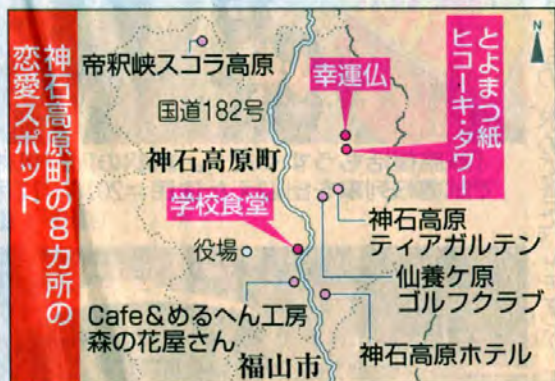 神石高原町の8カ所の
恋愛スポット
N
帝釈峡スコラ高原
国道182号
神石高原町
幸運仏
とよまつ紙
ヒコーキ・タワー
学校食堂
役場
神石高原
ティアガルテン
仙養ケ原
ゴルフクラブ
Cafe&めるへん工房
森の花屋さん
神石高原ホテル
福山市